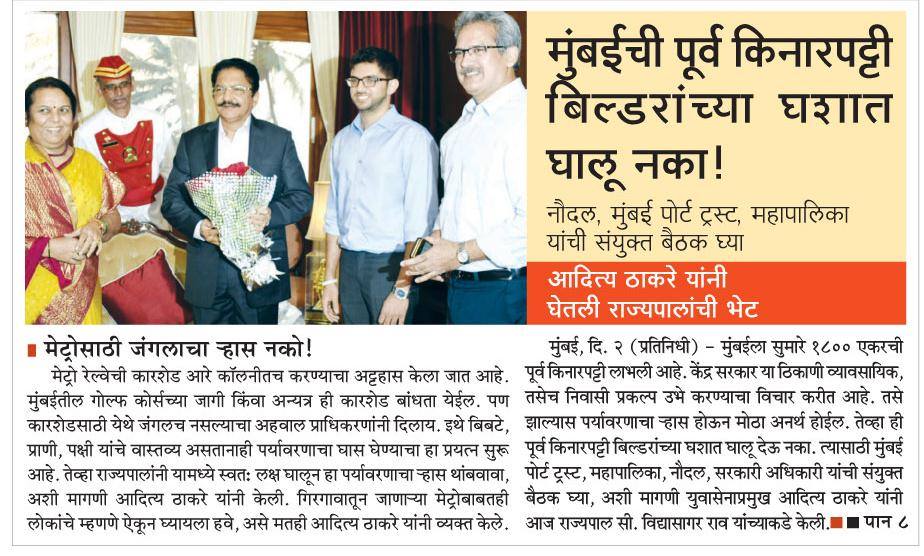 मुंबईची पूर्व किनारपट्टी
बिल्डरांच्या घशात
घालू नका!
नौदल, मुंबई पोर्ट ट्रस्ट, महापालिका
यांची संयुक्त बैठक घ्या
आदित्य ठाकरे यांनी
घेतली राज्यपालांची भेट
मेट्रोसाठी जंगलाचा ऱ्हास नको!
मेट्रो रेल्वेची कारशेड आरे कॉलनीतच करण्याचा अट्टहास केला जात आहे.
मुंबईतील गोल्फ कोर्सच्या जागी किंवा अन्यत्र ही कारशेड बांधता येईल. पण
कारशेडसाठी येथे जंगलच नसल्याचा अहवाल प्राधिकरणांनी दिलाय. इथे बिबटे,
प्राणी, पक्षी यांचे वास्तव्य असतानाही पर्यावरणाचा घास घेण्याचा हा प्रयत्न सुरू
आहे. तेव्हा राज्यपालांनी यामध्ये स्वत: लक्ष घालून हा पर्यावरणाचा ऱ्हास थांबवावा,
अशी मागणी आदित्य ठाकरे यांनी केली. गिरगावातून जाणाऱ्या मेट्रोबाबतही
लोकांचे म्हणणे ऐकून घ्यायला हवे, असे मतही आदित्य ठाकरे यांनी व्यक्त केले.
मुंबई, दि. २ (प्रतिनिधी) – मुंबईला सुमारे १८०० एकरची
पूर्व किनारपट्टी लाभली आहे. केंद्र सरकार या ठिकाणी व्यावसायिक,
तसेच निवासी प्रकल्प उभे करण्याचा विचार करीत आहे. तसे
झाल्यास पर्यावरणाचा ऱ्हास होऊन मोठा अनर्थ होईल. तेव्हा ही
पूर्व किनारपट्टी बिल्डरांच्या घशात घालू देऊ नका. त्यासाठी मुंबई
पोर्ट ट्रस्ट, महापालिका, नौदल, सरकारी अधिकारी यांची संयुक्त
बैठक घ्या, अशी मागणी युवासेनाप्रमुख आदित्य ठाकरे यांनी
आज राज्यपाल सी. विद्यासागर राव यांच्याकडे केली. पान ८